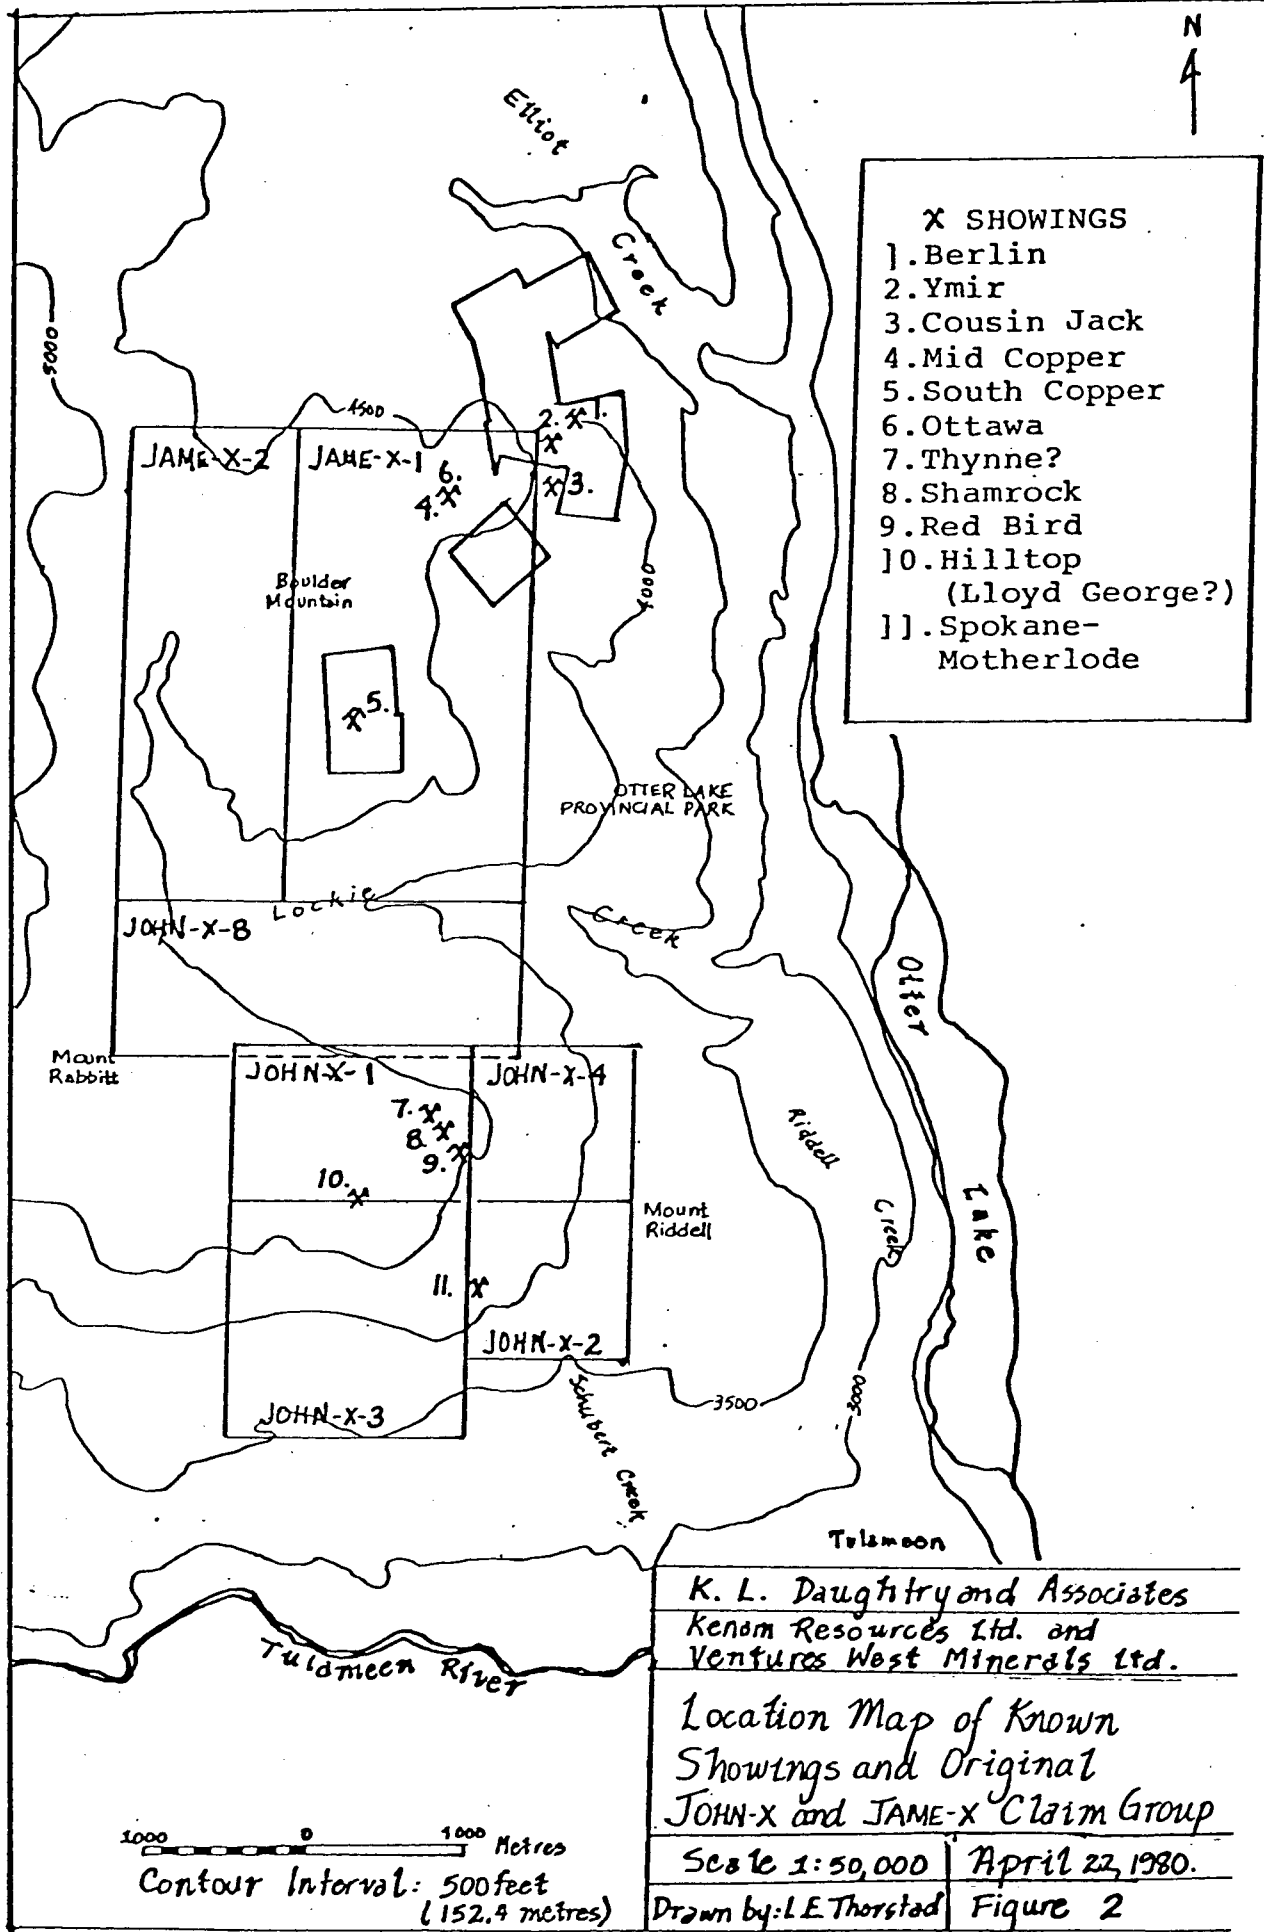 N
Elliot
Creek
X SHOWINGS
1.Berlin
2.Ymir
3.Cousin Jack
4.Mid Copper
5.South Copper
6.Ottawa
7.Thynne?
8.Shamrock
9.Red Bird
10.Hilltop
(Lloyd George?)
11.Spokane-
Motherlode
5000
4500
2.
1.
JAME-X-2
JAME-X-1
6.
4.
3.
Boulder
Mountain
4000
5.
OTTER LAKE
PROVINCIAL PARK
Lockie
Creek
JOHN-X-8
Otter
Lake
Mount
Rabbitt
JOHN-X-1
JOHN-X-4
7.
8
9.
10.
Riddell
Creek
Mount
Riddell
11.
JOHN-X-2
JOHN-X-3
Schubert Creek
3500
3000
Tulameen
Tulameen River
K. L. Daughtry and Associates
Kenam Resources Ltd. and
Ventures West Minerals Ltd.
Location Map of Known
Showings and Original
JOHN-X and JAME-X Claim Group
1000 0 1000 Metres
Contour Interval: 500 feet
(152.4 metres)
Scale 1:50,000
April 22, 1980.
Drawn by: L E Thorstad
Figure 2